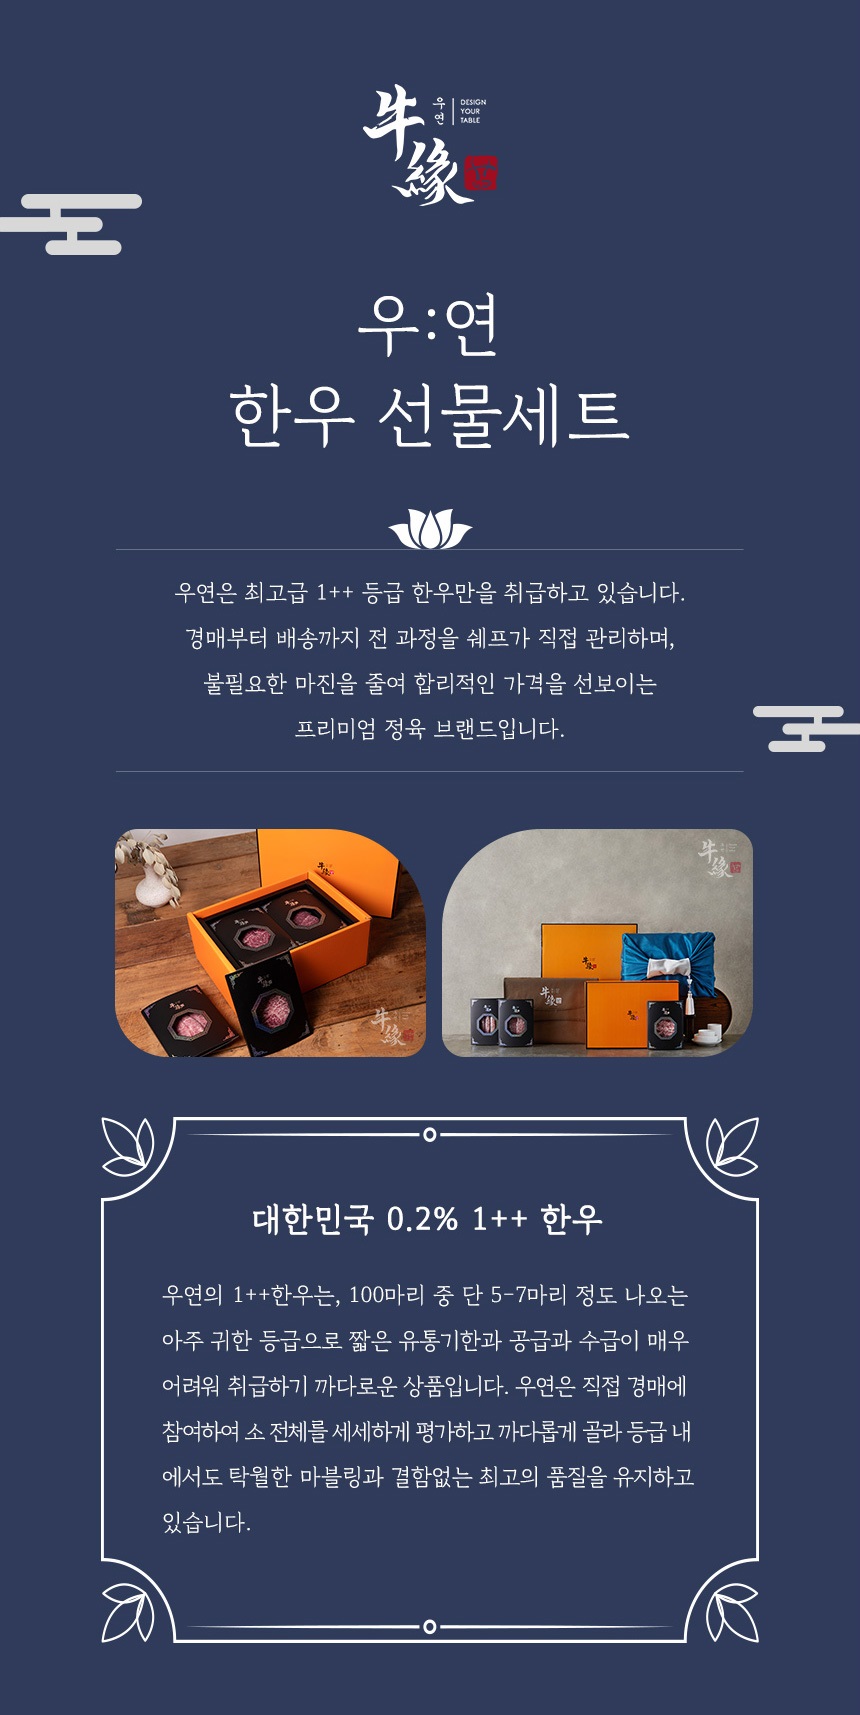 牛緣
우연
DESIGN
YOUR
TABLE
우:연
한우 선물세트
우연은 최고급 1++ 등급 한우만을 취급하고 있습니다.
경매부터 배송까지 전 과정을 쉐프가 직접 관리하며,
불필요한 마진을 줄여 합리적인 가격을 선보이는
프리미엄 정육 브랜드입니다.
牛緣
牛緣
牛緣
牛緣
대한민국 0.2% 1++ 한우
우연의 1++한우는, 100마리 중 단 5-7마리 정도 나오는
아주 귀한 등급으로 짧은 유통기한과 공급과 수급이 매우
어려워 취급하기 까다로운 상품입니다. 우연은 직접 경매에
참여하여 소 전체를 세세하게 평가하고 까다롭게 골라 등급 내
에서도 탁월한 마블링과 결함없는 최고의 품질을 유지하고
있습니다.